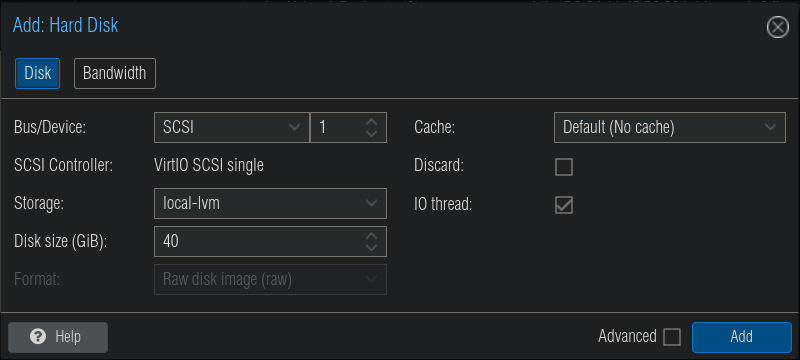 Add: Hard Disk
Disk Bandwidth
Bus/Device: SCSI 1 Cache: Default (No cache)
SCSI Controller: VirtIO SCSI single Discard:
Storage: local-lvm IO thread:
Disk size (GiB): 40
Format: Raw disk image (raw)
? Help Advanced Add